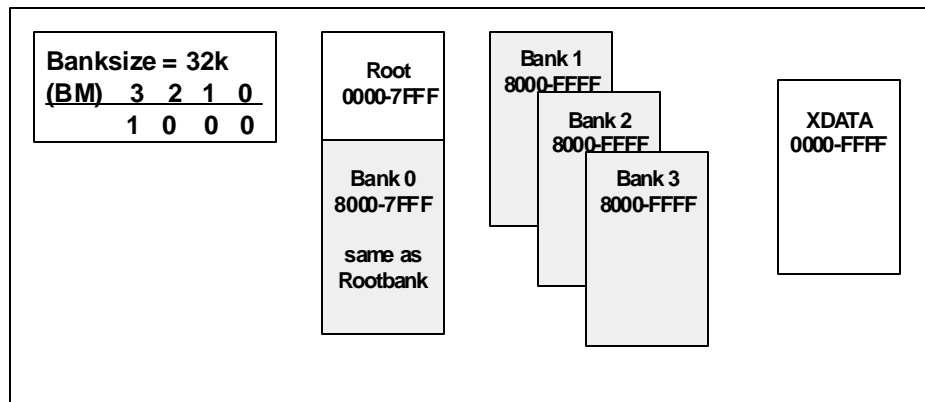 Banksize = 32k
(BM) 3 2 1 0
1 0 0 0
Root
0000-7FFF
Bank 0
8000-7FFF
same as
Rootbank
Bank 1
8000-FFFF
Bank 2
8000-FFFF
Bank 3
8000-FFFF
XDATA
0000-FFFF